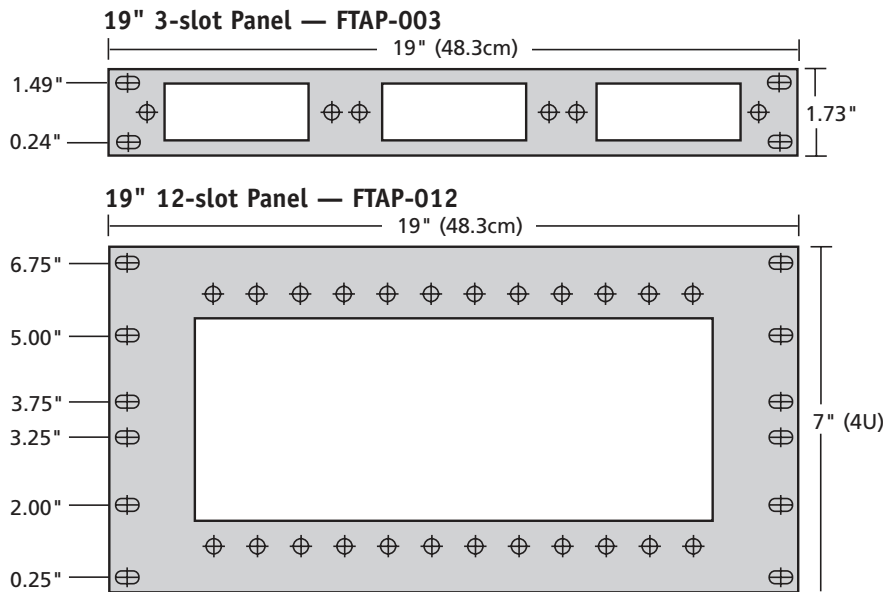 19" 3-slot Panel — FTAP-003
19" (48.3cm)
1.49"
0.24"
1.73"
19" 12-slot Panel — FTAP-012
19" (48.3cm)
6.75"
5.00"
3.75"
3.25"
2.00"
0.25"
7" (4U)